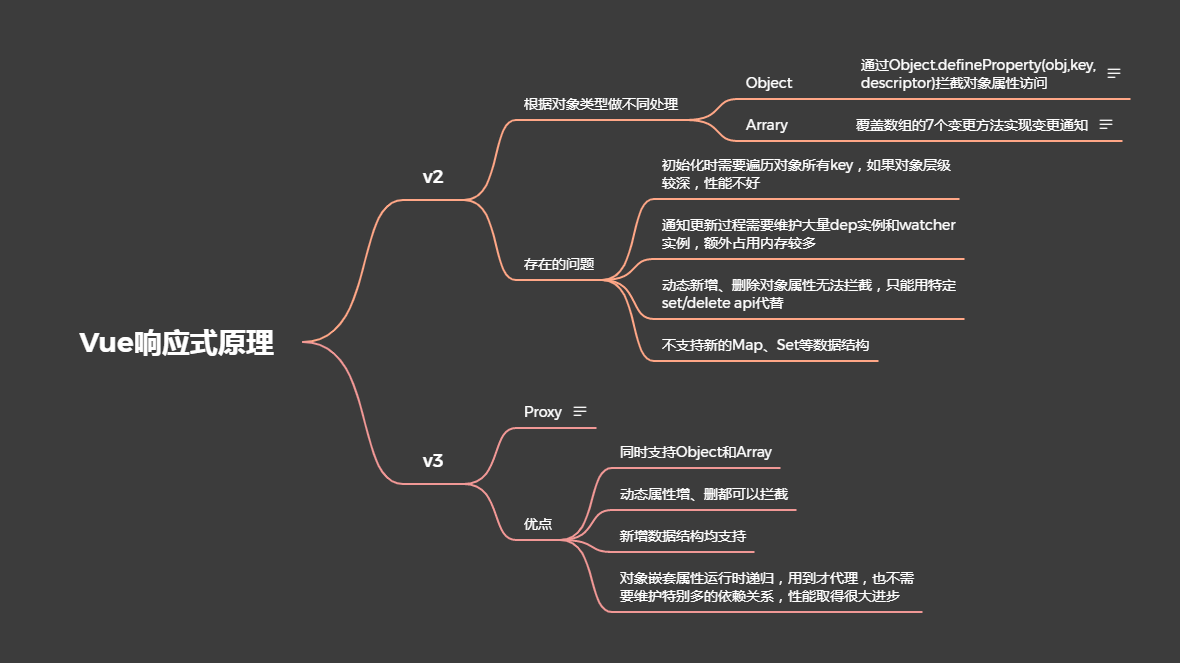 Vue响应式原理
v2
根据对象类型做不同处理
Object
通过Object.defineProperty(obj,key,
descriptor)拦截对象属性访问
Arrary
覆盖数组的7个变更方法实现变更通知
存在的问题
初始化时需要遍历对象所有key，如果对象层级
较深，性能不好
通知更新过程需要维护大量dep实例和watcher
实例，额外占用内存较多
动态新增、删除对象属性无法拦截，只能用特定
set/delete api代替
不支持新的Map、Set等数据结构
v3
Proxy
优点
同时支持Object和Array
动态属性增、删都可以拦截
新增数据结构均支持
对象嵌套属性运行时递归，用到才代理，也不需
要维护特别多的依赖关系，性能取得很大进步